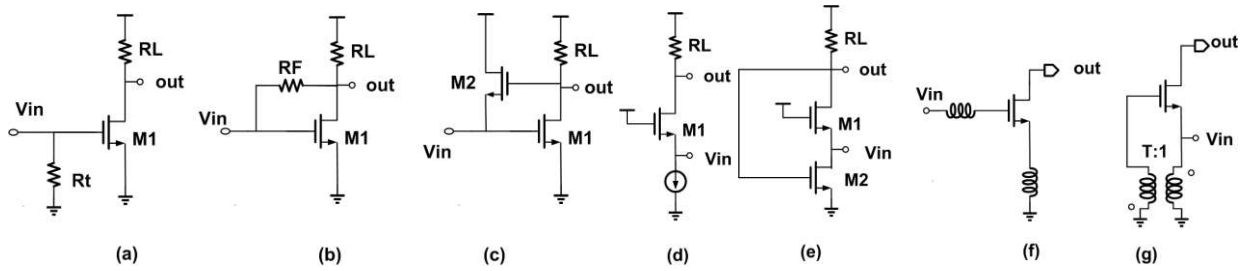 RL
out
Vin
M1
Rt
(a)
RL
RF
out
Vin
M1
(b)
RL
M2
out
Vin
M1
(c)
RL
out
M1
Vin
(d)
RL
out
M1
Vin
M2
(e)
out
Vin
(f)
out
Vin
T:1
(g)